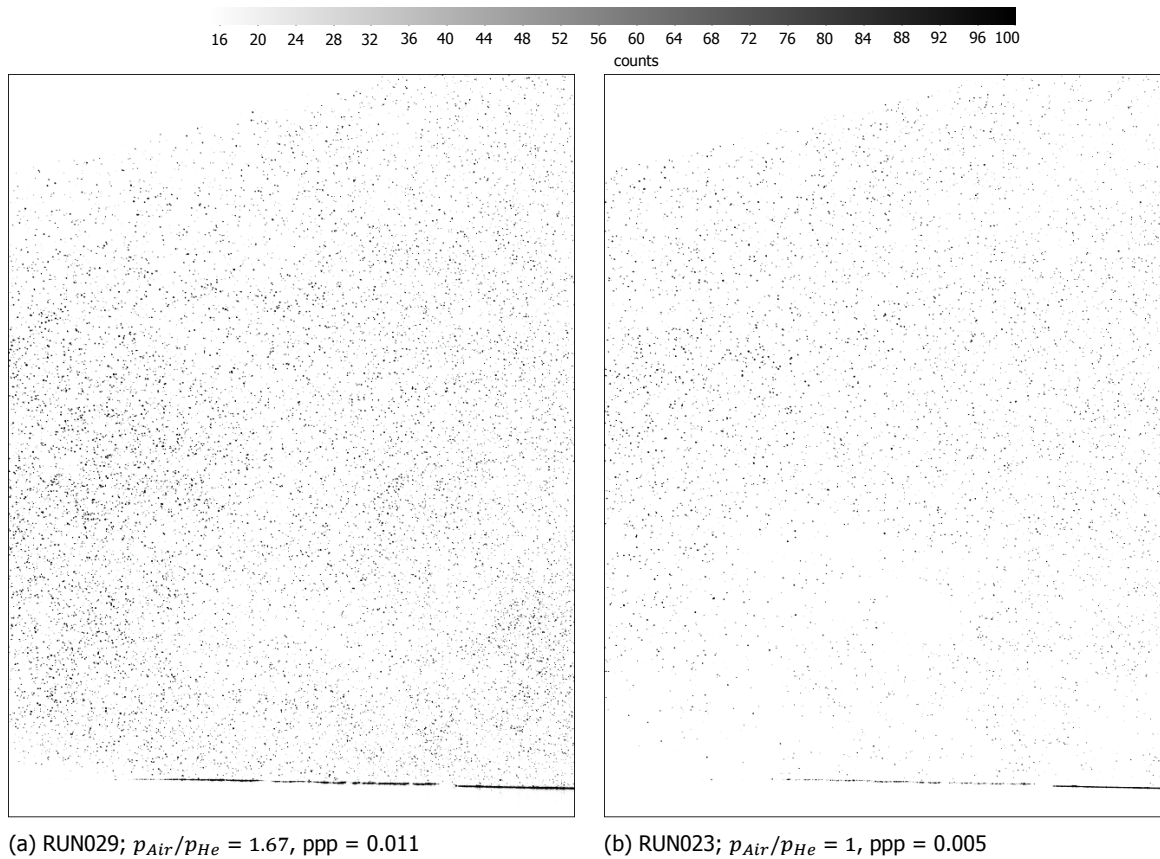 16 20 24 28 32 36 40 44 48 52 56 60 64 68 72 76 80 84 88 92 96 100
counts
(a) RUN029; p_Air/p_He = 1.67, ppp = 0.011
(b) RUN023; p_Air/p_He = 1, ppp = 0.005